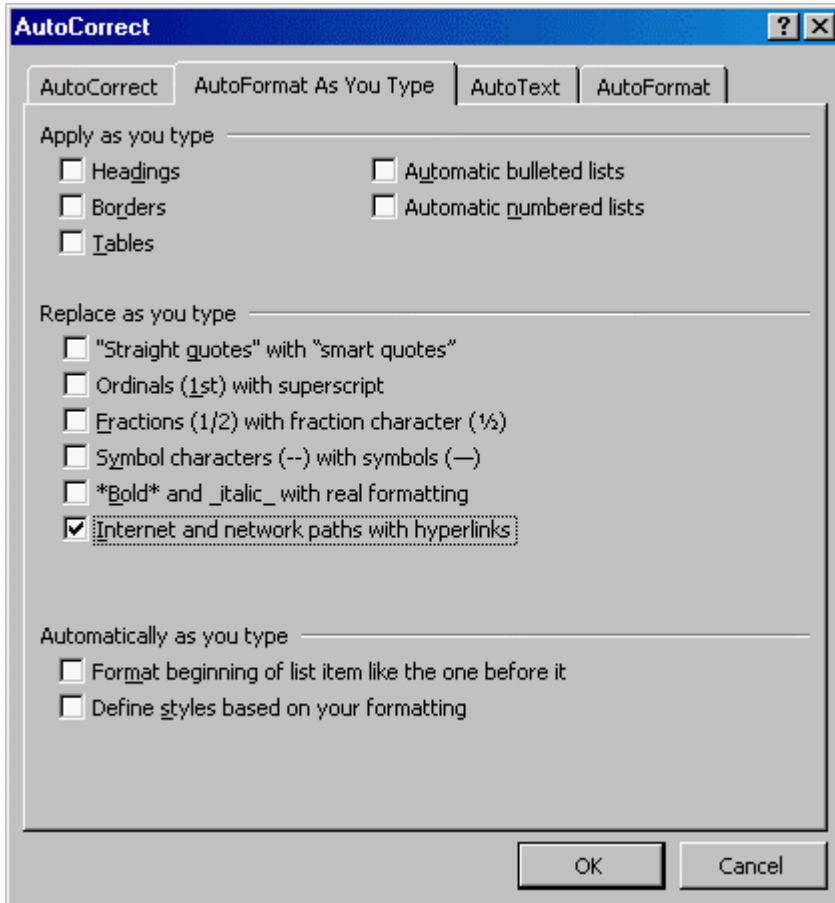 AutoCorrect
AutoCorrect AutoFormat As You Type AutoText AutoFormat
Apply as you type
Headings Automatic bulleted lists
Borders Automatic numbered lists
Tables
Replace as you type
"Straight quotes" with “smart quotes”
Ordinals (1st) with superscript
Fractions (1/2) with fraction character (½)
Symbol characters (--) with symbols (—)
*Bold* and _italic_ with real formatting
Internet and network paths with hyperlinks
Automatically as you type
Format beginning of list item like the one before it
Define styles based on your formatting
OK Cancel